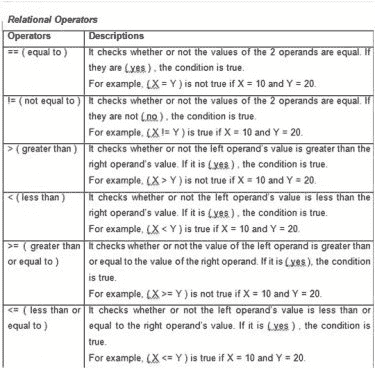 Relational Operators
Operators Descriptions
== ( equal to ) It checks whether or not the values of the 2 operands are equal. If
they are ( yes ) , the condition is true.
For example, ( X = Y ) is not true if X = 10 and Y = 20.
!= ( not equal to ) It checks whether or not the values of the 2 operands are equal. If
they are not ( no ) , the condition is true.
For example, ( X != Y ) is true if X = 10 and Y = 20.
> ( greater than ) It checks whether or not the left operand's value is greater than the
right operand's value. If it is ( yes ) , the condition is true.
For example, ( X > Y ) is not true if X = 10 and Y = 20.
< ( less than ) It checks whether or not the left operand's value is less than the
right operand's value. If it is ( yes ) , the condition is true.
For example, ( X < Y ) is true if X = 10 and Y = 20.
>= ( greater than It checks whether or not the value of the left operand is greater than
or equal to ) or equal to the value of the right operand. If it is ( yes ), the condition
is true.
For example, ( X >= Y ) is not true if X = 10 and Y = 20.
<= ( less than or It checks whether or not the left operand's value is less than or
equal to ) equal to the right operand's value. If it is ( yes ) , the condition is
true.
For example, ( X <= Y ) is true if X = 10 and Y = 20.